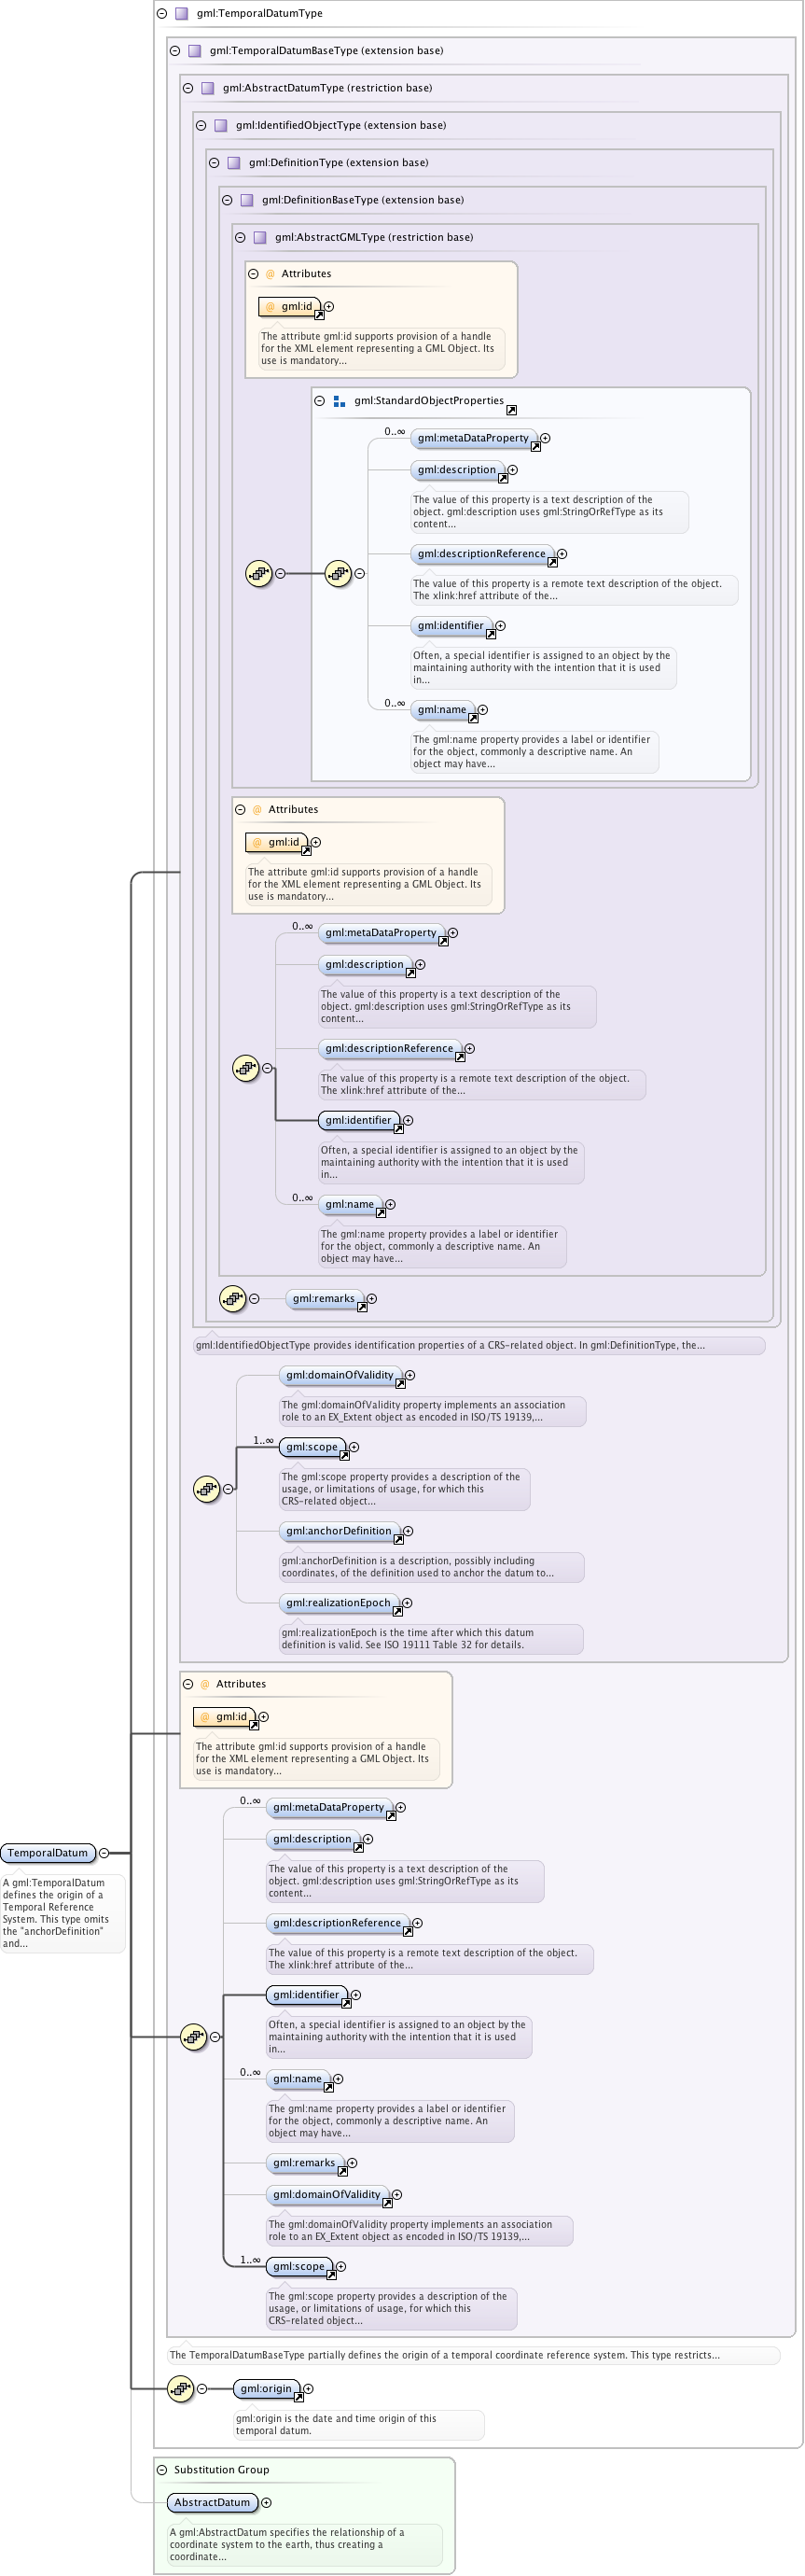 gml:TemporalDatumType
gml:TemporalDatumBaseType (extension base)
gml:AbstractDatumType (restriction base)
gml:IdentifiedObjectType (extension base)
gml:DefinitionType (extension base)
gml:DefinitionBaseType (extension base)
gml:AbstractGMLType (restriction base)
@ Attributes
@ gml:id
The attribute gml:id supports provision of a handle
for the XML element representing a GML Object. Its
use is mandatory...
gml:StandardObjectProperties
0..∞ gml:metaDataProperty
gml:description
The value of this property is a text description of the
object. gml:description uses gml:StringOrRefType as its
content...
gml:descriptionReference
The value of this property is a remote text description of the object.
The xlink:href attribute of the...
gml:identifier
Often, a special identifier is assigned to an object by the
maintaining authority with the intention that it is used
in...
0..∞ gml:name
The gml:name property provides a label or identifier
for the object, commonly a descriptive name. An
object may have...
@ Attributes
@ gml:id
The attribute gml:id supports provision of a handle
for the XML element representing a GML Object. Its
use is mandatory...
0..∞ gml:metaDataProperty
gml:description
The value of this property is a text description of the
object. gml:description uses gml:StringOrRefType as its
content...
gml:descriptionReference
The value of this property is a remote text description of the object.
The xlink:href attribute of the...
gml:identifier
Often, a special identifier is assigned to an object by the
maintaining authority with the intention that it is used
in...
0..∞ gml:name
The gml:name property provides a label or identifier
for the object, commonly a descriptive name. An
object may have...
gml:remarks
gml:IdentifiedObjectType provides identification properties of a CRS-related object. In gml:DefinitionType, the...
gml:domainOfValidity
The gml:domainOfValidity property implements an association
role to an EX_Extent object as encoded in ISO/TS 19139,...
1..∞ gml:scope
The gml:scope property provides a description of the
usage, or limitations of usage, for which this
CRS-related object...
gml:anchorDefinition
gml:anchorDefinition is a description, possibly including
coordinates, of the definition used to anchor the datum to...
gml:realizationEpoch
gml:realizationEpoch is the time after which this datum
definition is valid. See ISO 19111 Table 32 for details.
@ Attributes
@ gml:id
The attribute gml:id supports provision of a handle
for the XML element representing a GML Object. Its
use is mandatory...
TemporalDatum
A gml:TemporalDatum
defines the origin of a
Temporal Reference
System. This type omits
the "anchorDefinition"
and...
0..∞ gml:metaDataProperty
gml:description
The value of this property is a text description of the
object. gml:description uses gml:StringOrRefType as its
content...
gml:descriptionReference
The value of this property is a remote text description of the object.
The xlink:href attribute of the...
gml:identifier
Often, a special identifier is assigned to an object by the
maintaining authority with the intention that it is used
in...
0..∞ gml:name
The gml:name property provides a label or identifier
for the object, commonly a descriptive name. An
object may have...
gml:remarks
gml:domainOfValidity
The gml:domainOfValidity property implements an association
role to an EX_Extent object as encoded in ISO/TS 19139,...
1..∞ gml:scope
The gml:scope property provides a description of the
usage, or limitations of usage, for which this
CRS-related object...
The TemporalDatumBaseType partially defines the origin of a temporal coordinate reference system. This type restricts...
gml:origin
gml:origin is the date and time origin of this
temporal datum.
Substitution Group
AbstractDatum
A gml:AbstractDatum specifies the relationship of a
coordinate system to the earth, thus creating a
coordinate...